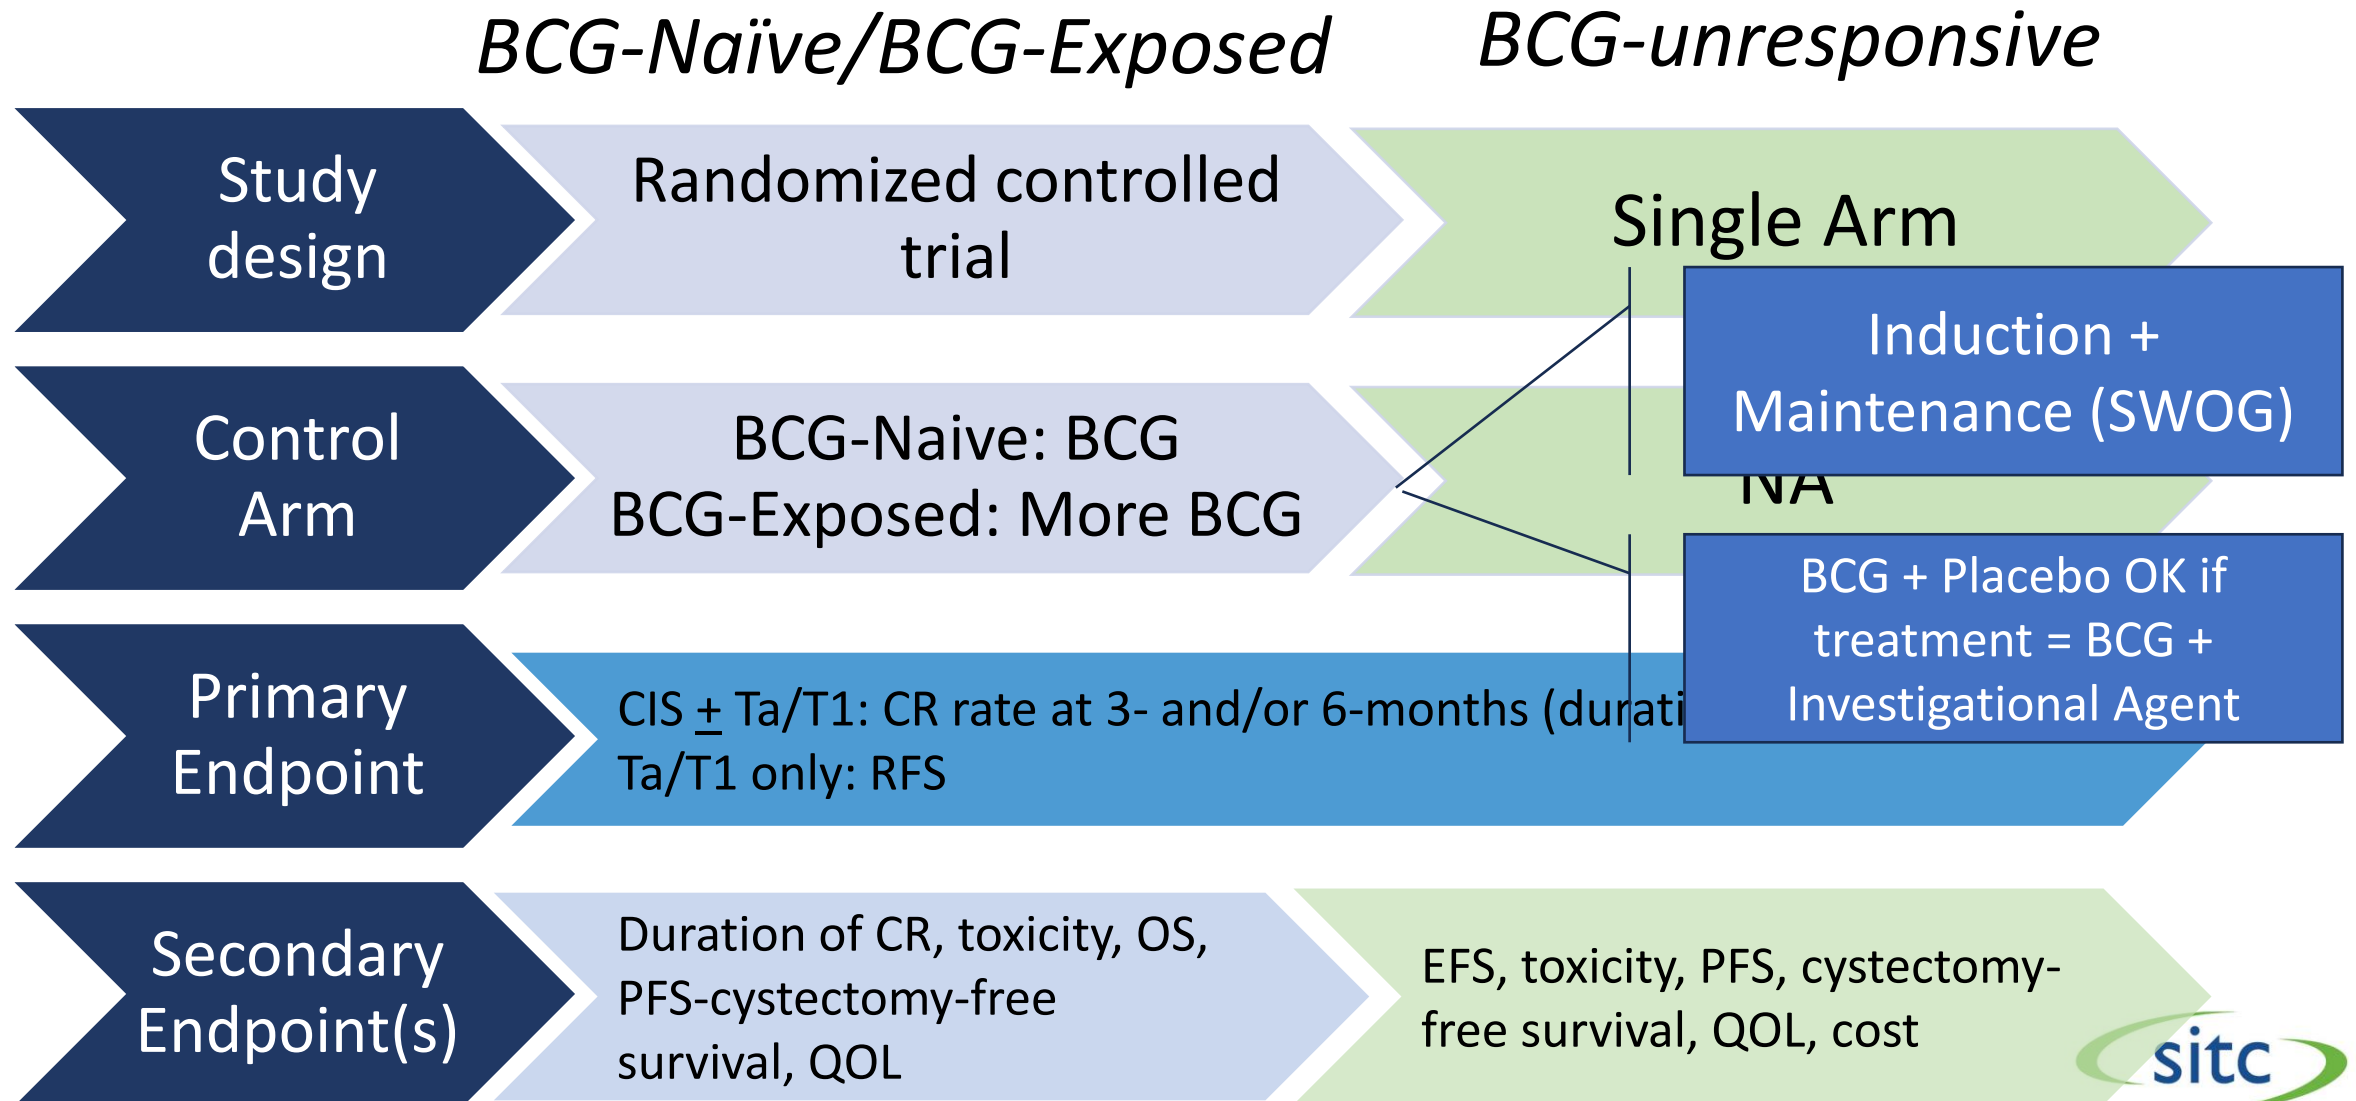 BCG-Naïve/BCG-Exposed
BCG-unresponsive
Study
design
Randomized controlled
trial
Single Arm
Induction +
Maintenance (SWOG)
Control
Arm
BCG-Naive: BCG
BCG-Exposed: More BCG
NA
BCG + Placebo OK if
treatment = BCG +
Investigational Agent
Primary
Endpoint
CIS + Ta/T1: CR rate at 3- and/or 6-months
Ta/T1 only: RFS
Secondary
Endpoint(s)
Duration of CR, toxicity, OS,
PFS-cystectomy-free
survival, QOL
EFS, toxicity, PFS, cystectomy-
free survival, QOL, cost
sitc